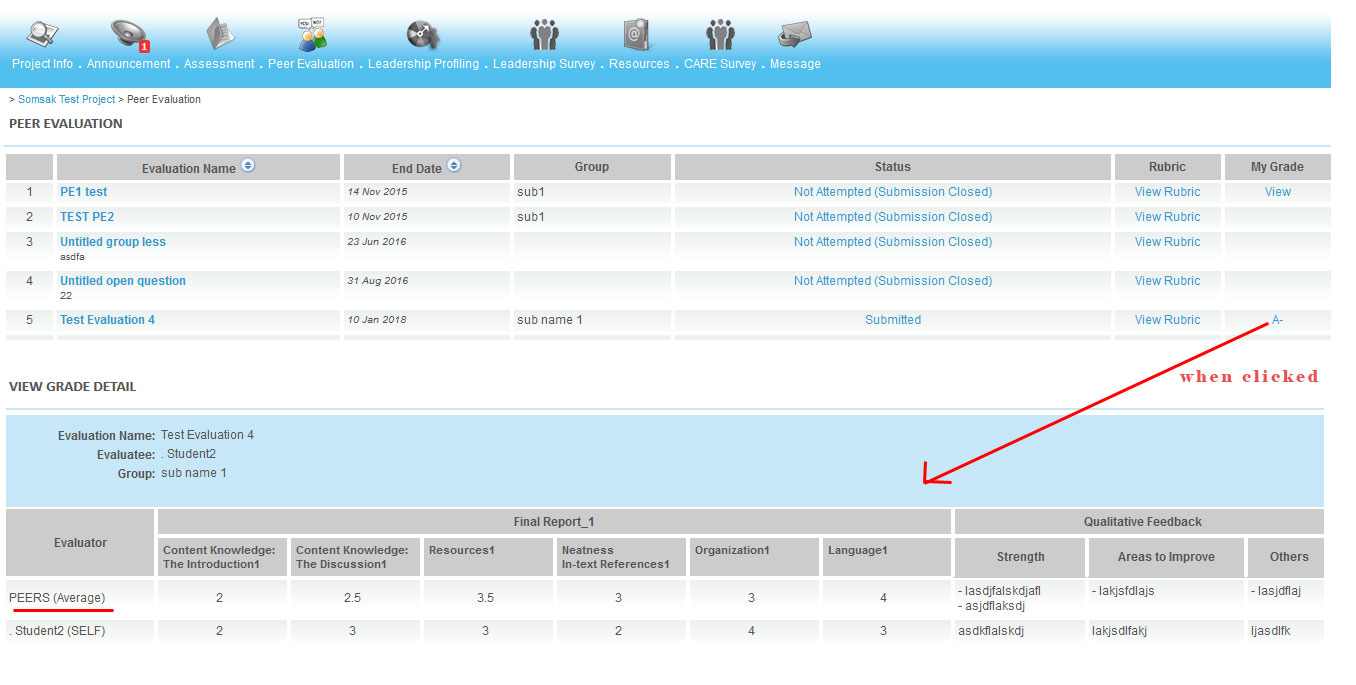 YES! NO!
1
@
Project Info . Announcement . Assessment . Peer Evaluation . Leadership Profiling . Leadership Survey . Resources . CARE Survey . Message
> Somsak Test Project > Peer Evaluation
PEER EVALUATION
Evaluation Name End Date Group Status Rubric My Grade
1 PE1 test 14 Nov 2015 sub1 Not Attempted (Submission Closed) View Rubric View
2 TEST PE2 10 Nov 2015 sub1 Not Attempted (Submission Closed) View Rubric
3 Untitled group less 23 Jun 2016 Not Attempted (Submission Closed) View Rubric
asdfa
4 Untitled open question 31 Aug 2016 Not Attempted (Submission Closed) View Rubric
22
5 Test Evaluation 4 10 Jan 2018 sub name 1 Submitted View Rubric A-
when clicked
VIEW GRADE DETAIL
Evaluation Name: Test Evaluation 4
Evaluatee: . Student2
Group: sub name 1
Evaluator Final Report_1 Qualitative Feedback
Content Knowledge: Content Knowledge: Resources1 Neatness Organization1 Language1 Strength Areas to Improve Others
The Introduction1 The Discussion1 In-text References1
PEERS (Average) 2 2.5 3.5 3 3 4 - lasdjfalskdjafl - lakjsfdlajs - lasjdflaj
- asjdflaksdj
. Student2 (SELF) 2 3 3 2 4 3 asdkflalskdj lakjsdlfakj ljasdlfk